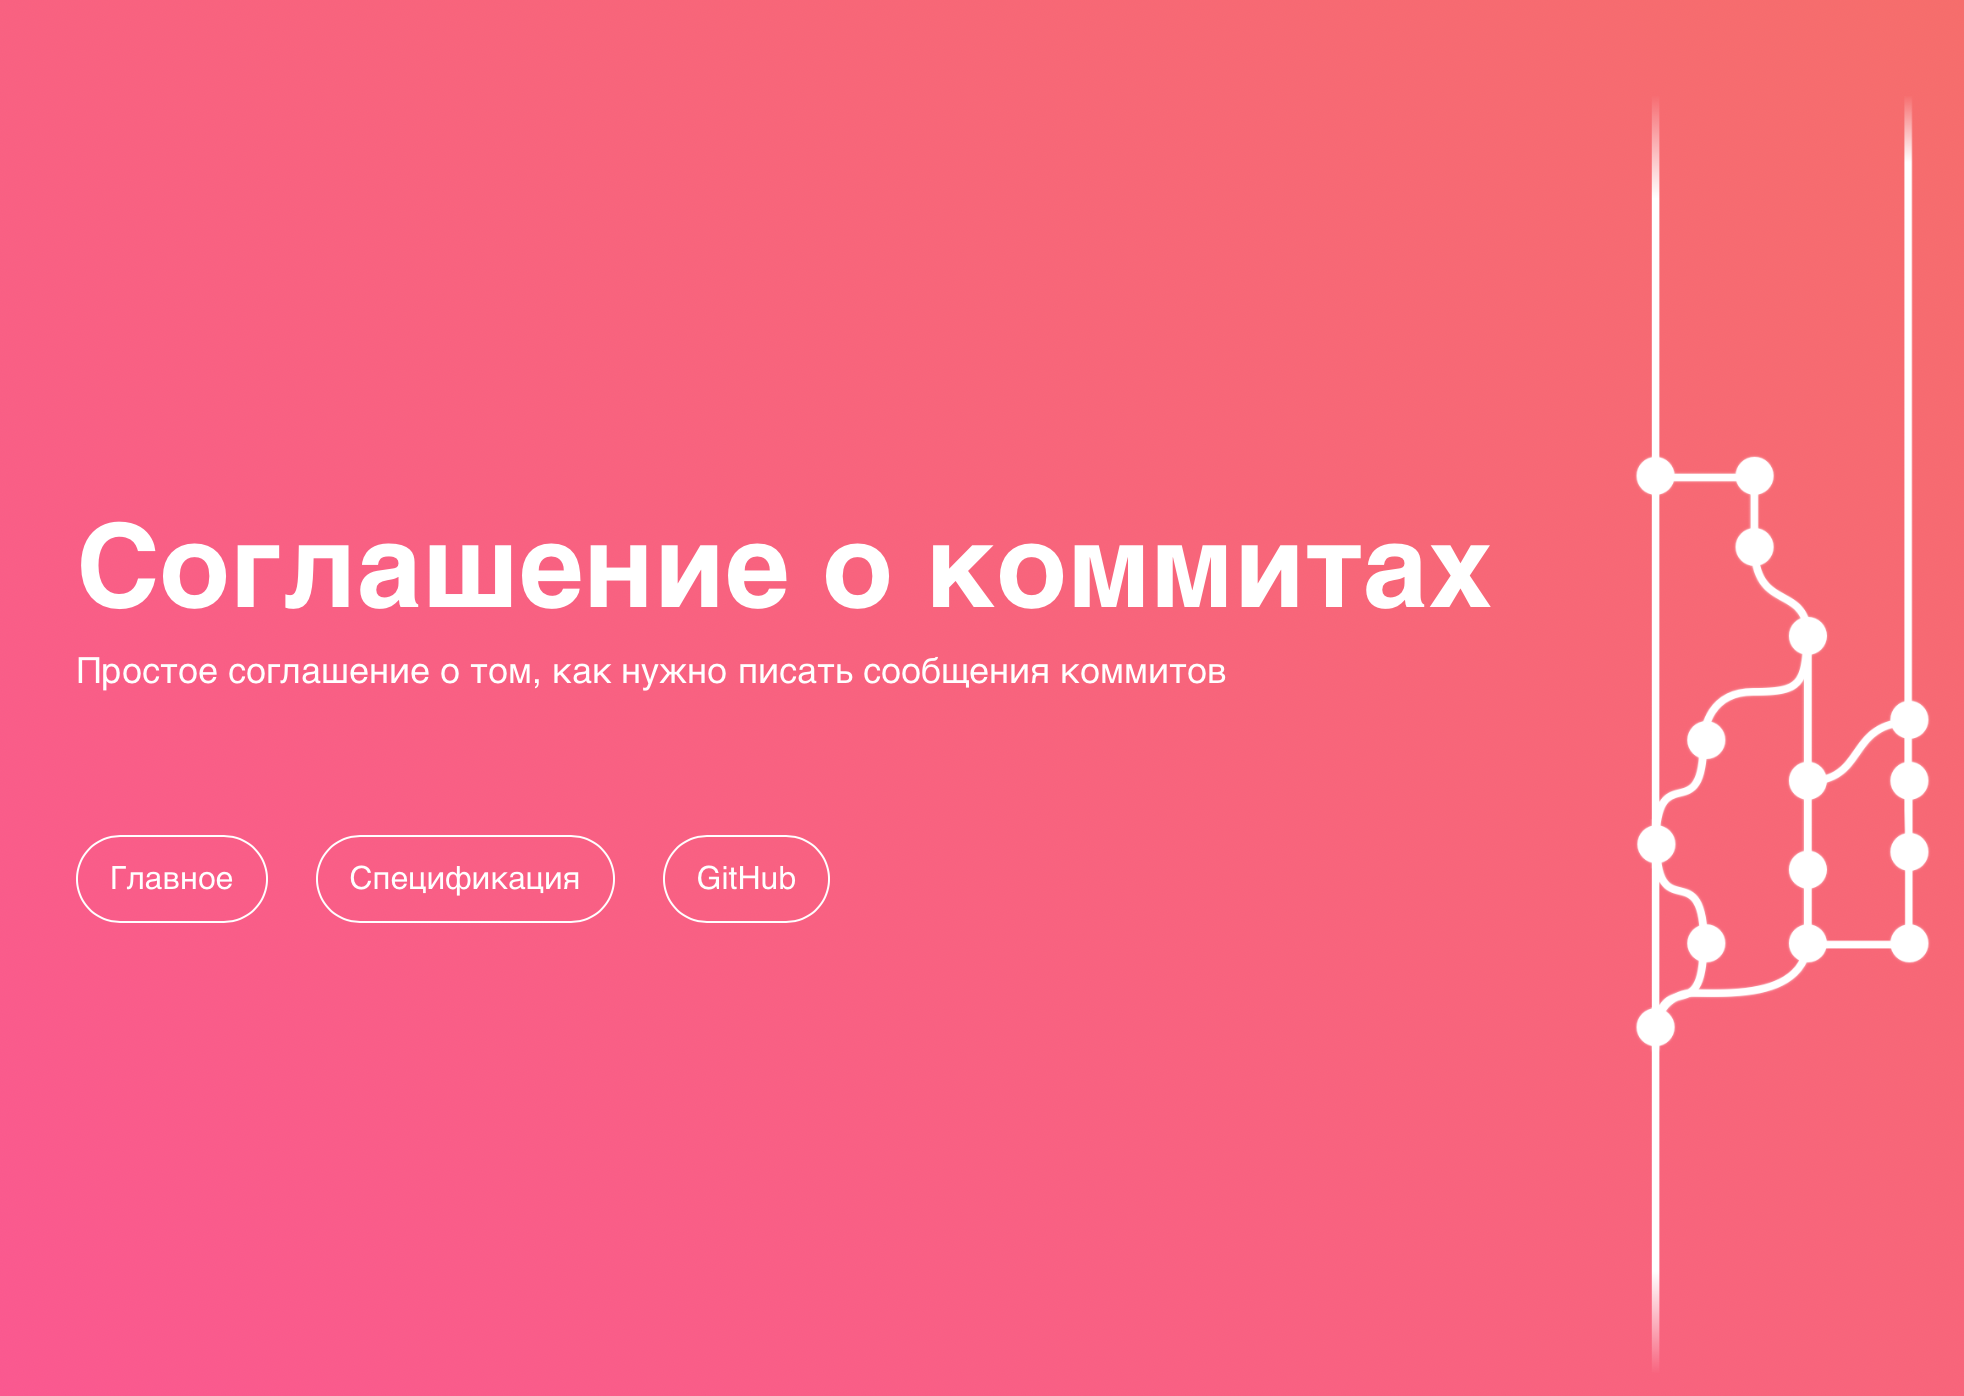 Соглашение о коммитах
Простое соглашение о том, как нужно писать сообщения коммитов
Главное
Спецификация
GitHub